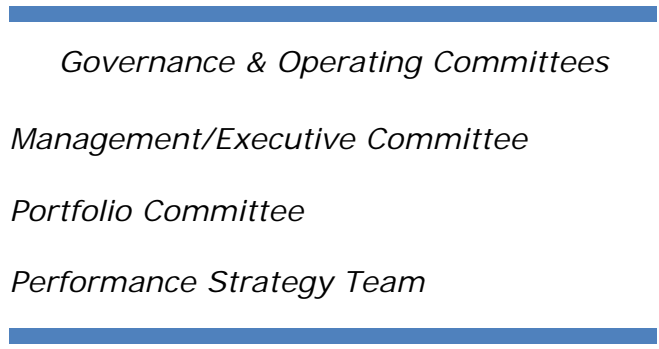 Governance & Operating Committees
Management/Executive Committee
Portfolio Committee
Performance Strategy Team